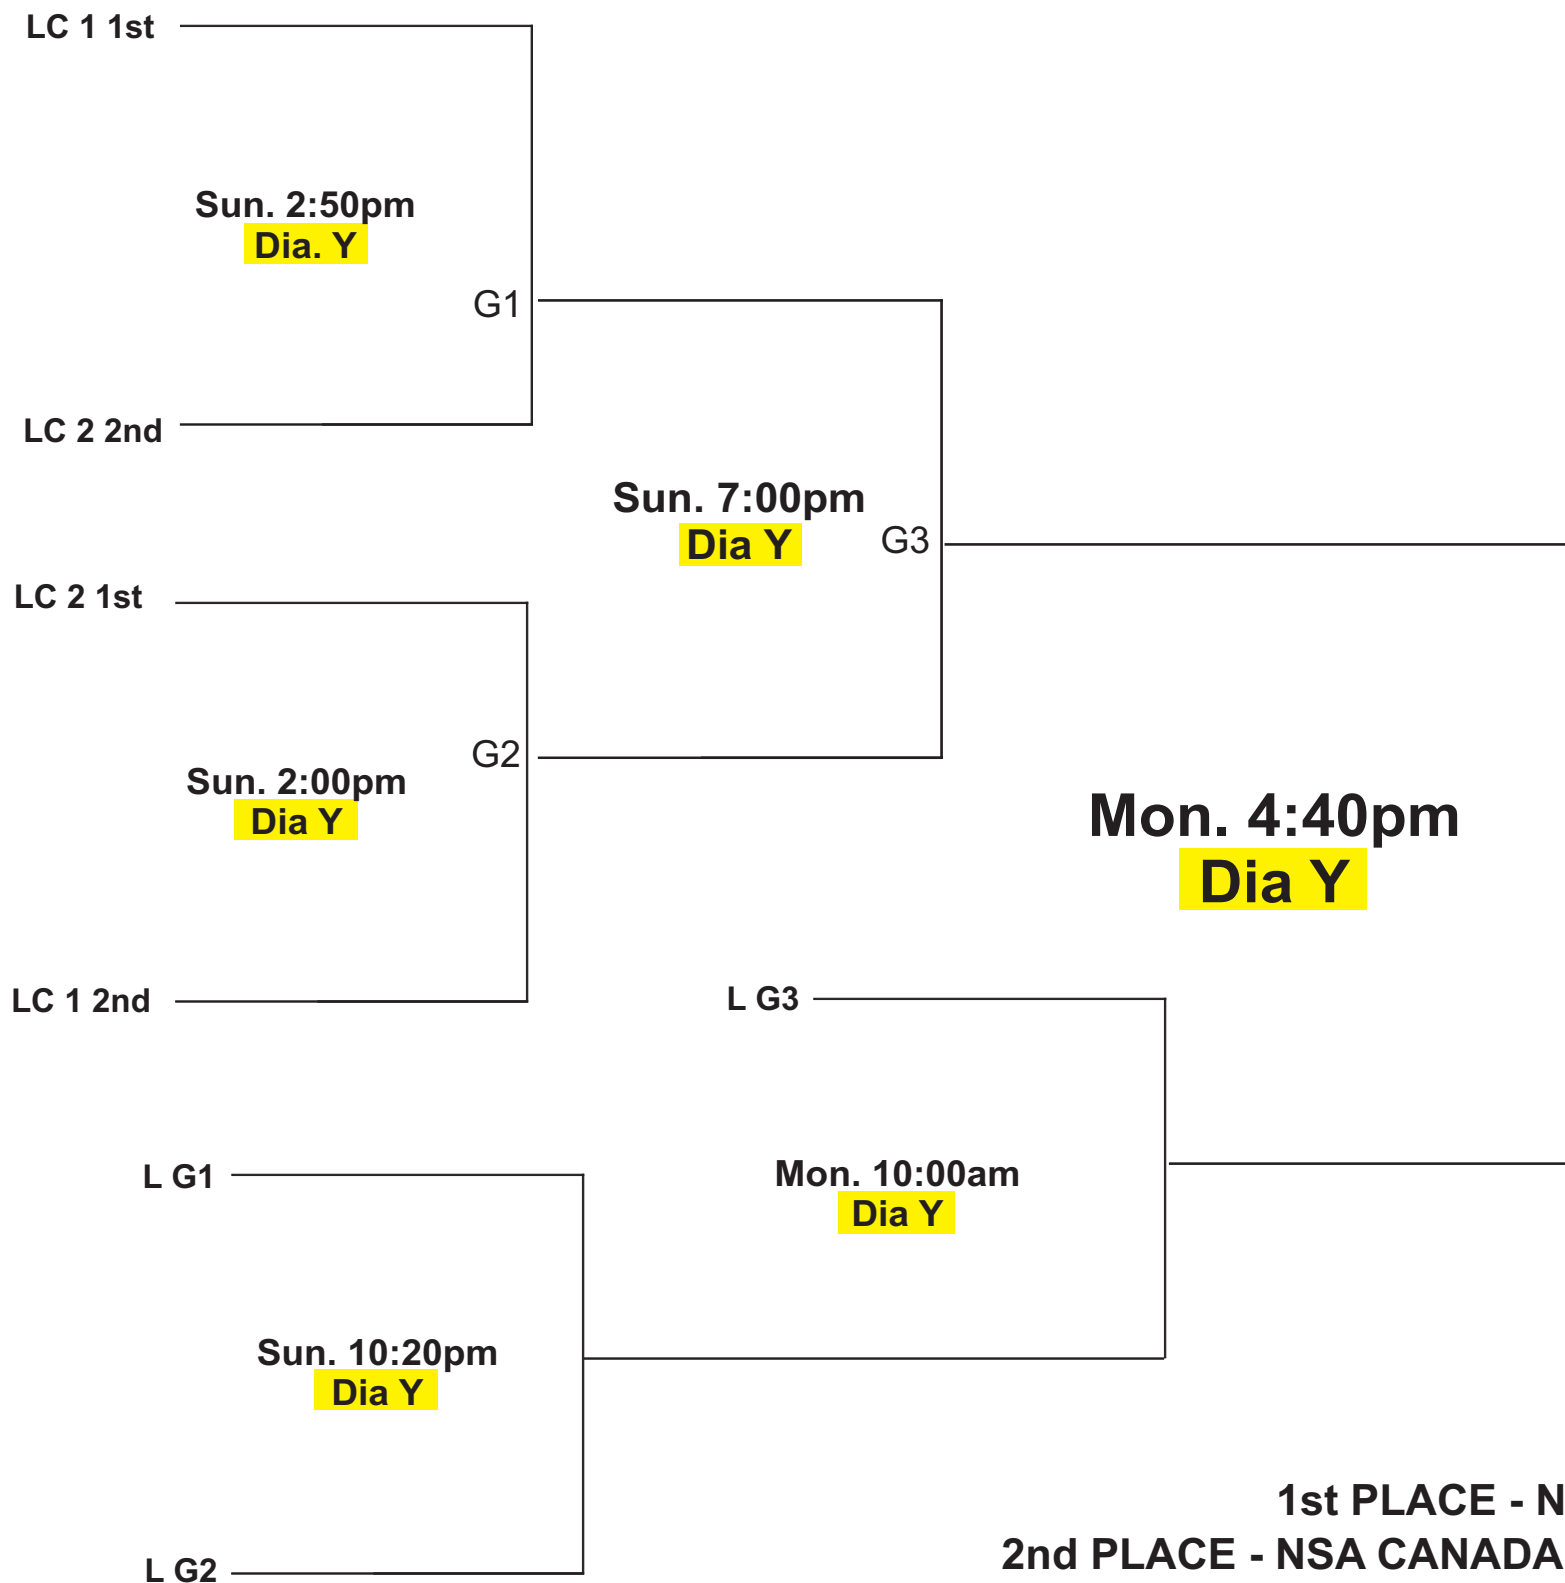 LC 1 1st
Sun. 2:50pm
Dia. Y
G1
LC 2 2nd
Sun. 7:00pm
Dia Y
G3
LC 2 1st
G2
Sun. 2:00pm
Dia Y
Mon. 4:40pm
Dia Y
LC 1 2nd
L G3
L G1
Mon. 10:00am
Dia Y
Sun. 10:20pm
Dia Y
1st PLACE - N
2nd PLACE - NSA CANADA
L G2